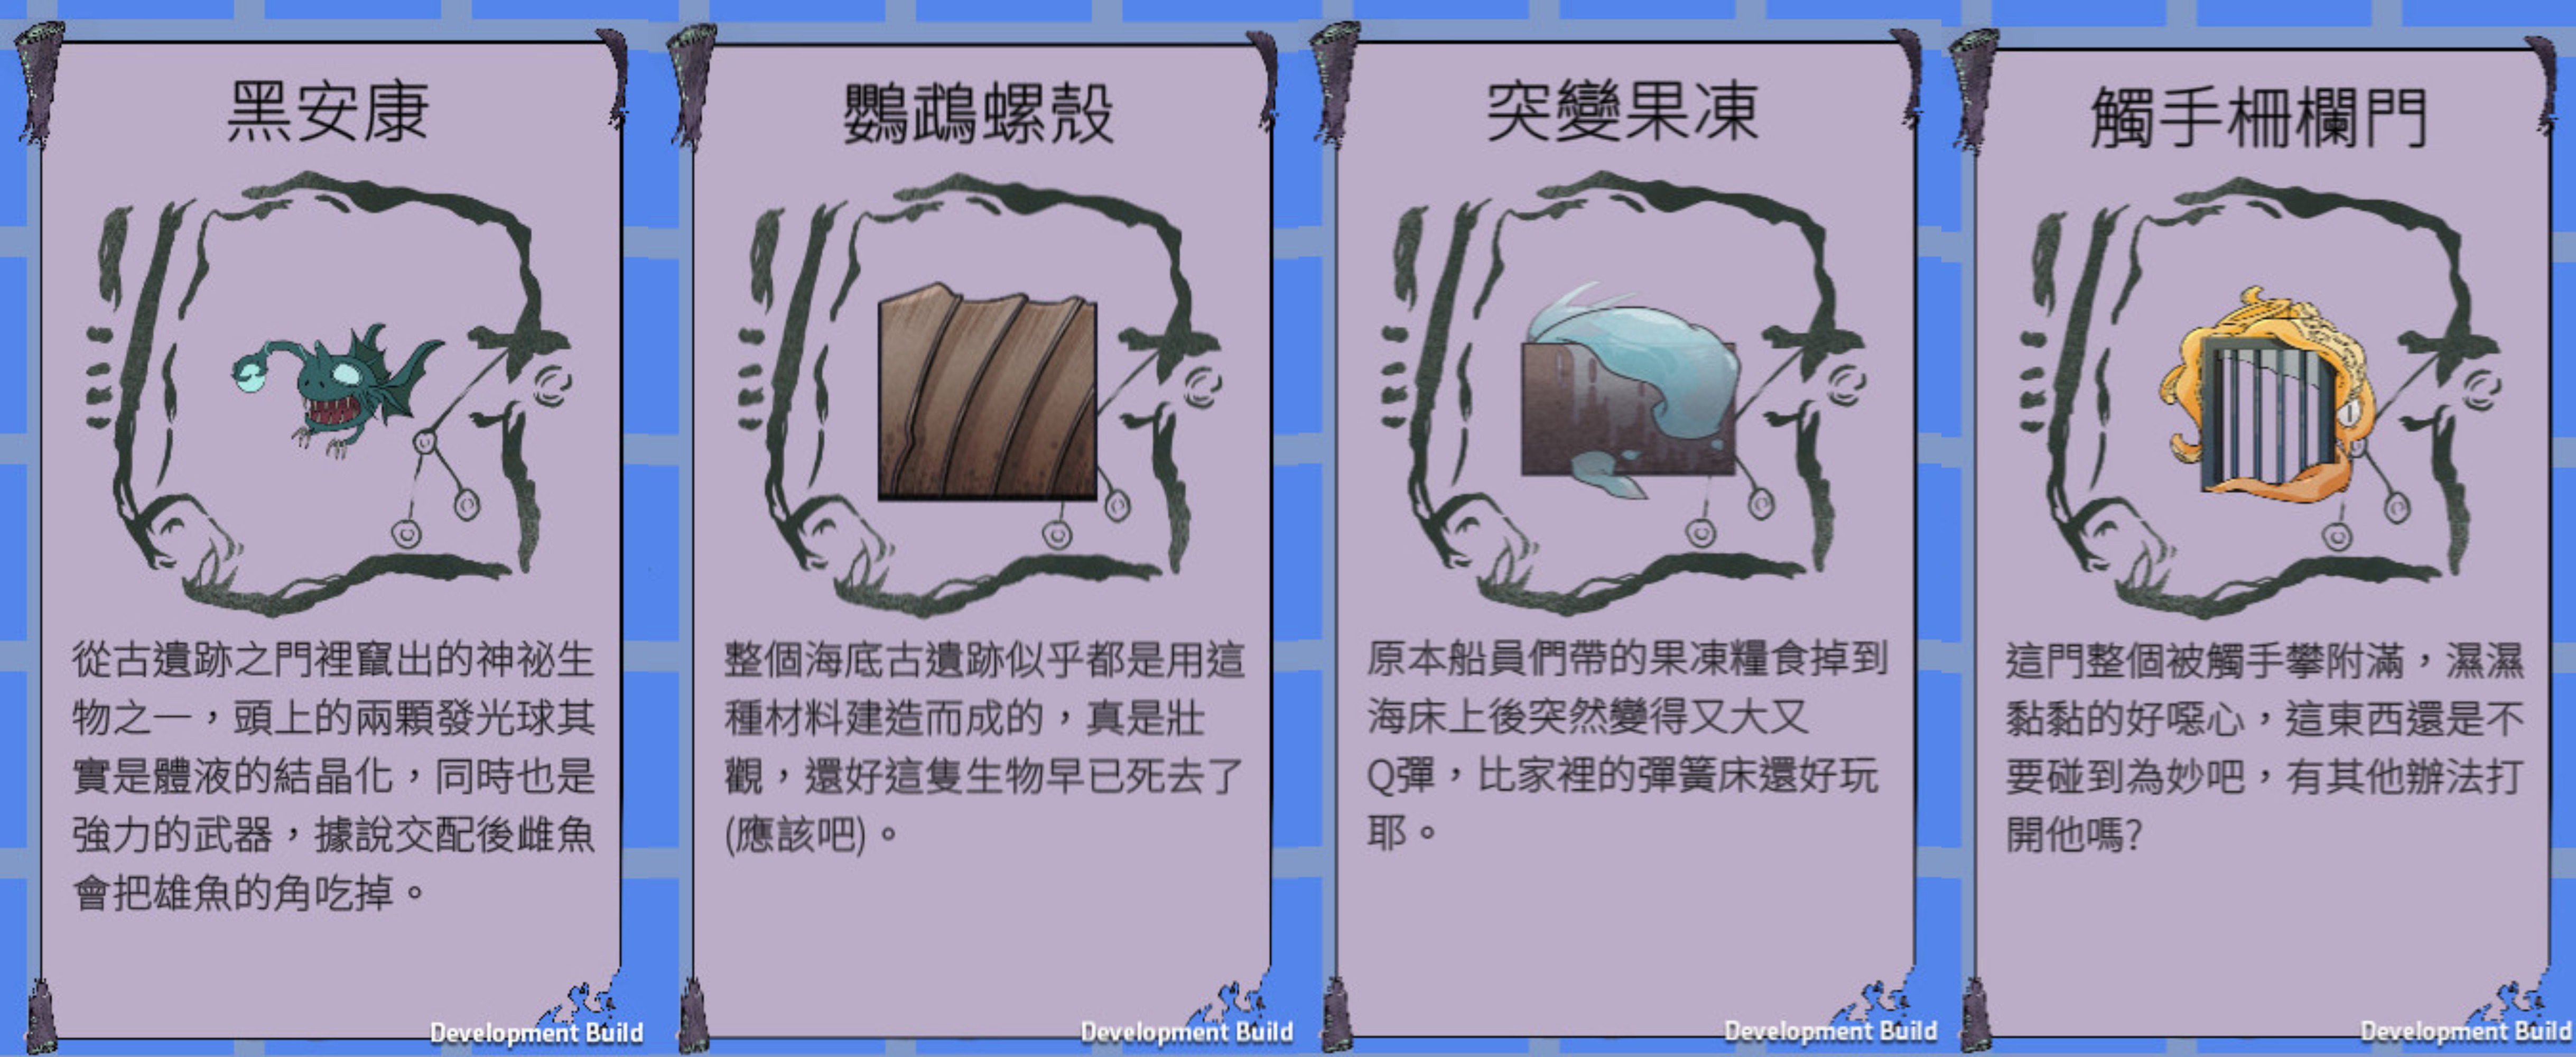 黑安康
從古遺跡之門裡竄出的神祕生
物之一，頭上的兩顆發光球其
實是體液的結晶化，同時也是
強力的武器，據說交配後雌魚
會把雄魚的角吃掉。
Development Build
鸚鵡螺殼
整個海底古遺跡似乎都是用這
種材料建造而成的，真是壯
觀，還好這隻生物早已死去了
(應該吧)。
Development Build
突變果凍
原本船員們帶的果凍糧食掉到
海床上後突然變得又大又
Q彈，比家裡的彈簧床還好玩
耶。
Development Build
觸手柵欄門
這門整個被觸手攀附滿，濕濕
黏黏的好噁心，這東西還是不
要碰到為妙吧，有其他辦法打
開他嗎?
Development Build